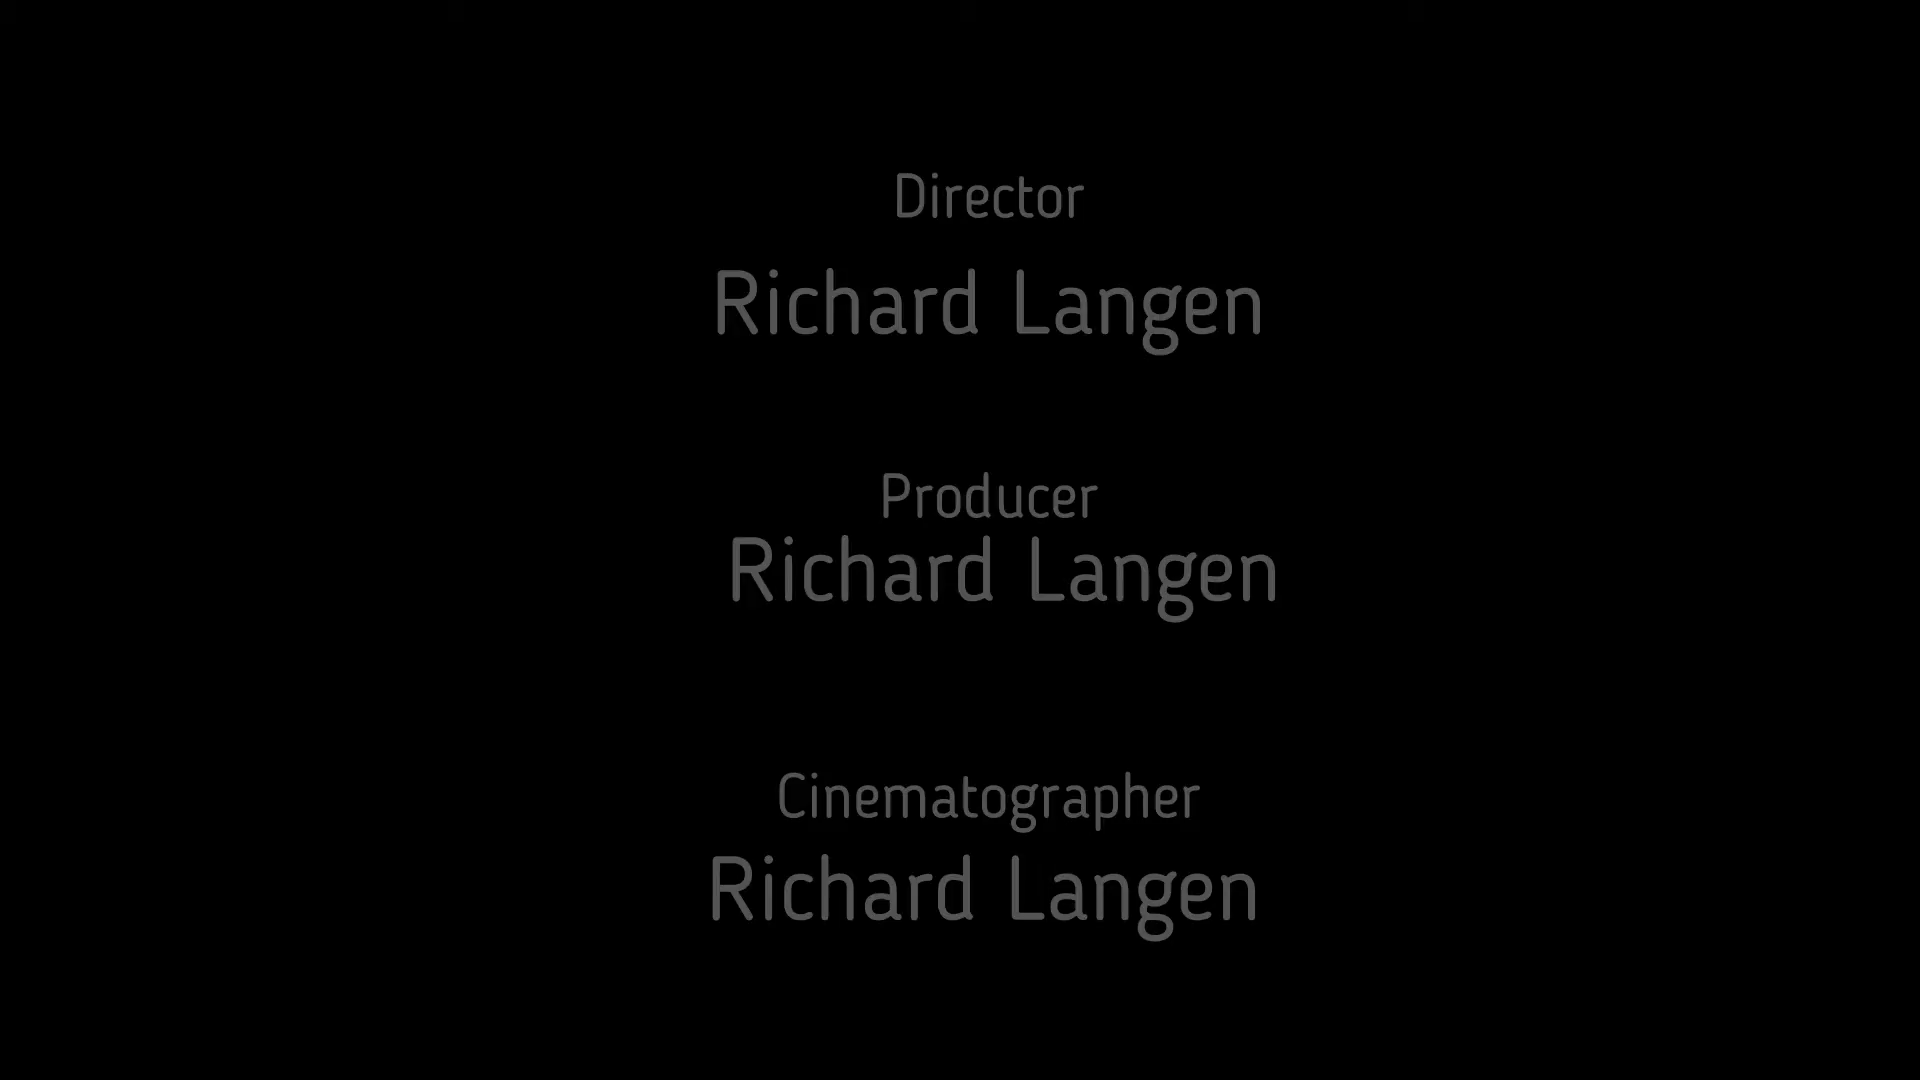 Director
Richard Langen
Producer
Richard Langen
Cinematographer
Richard Langen